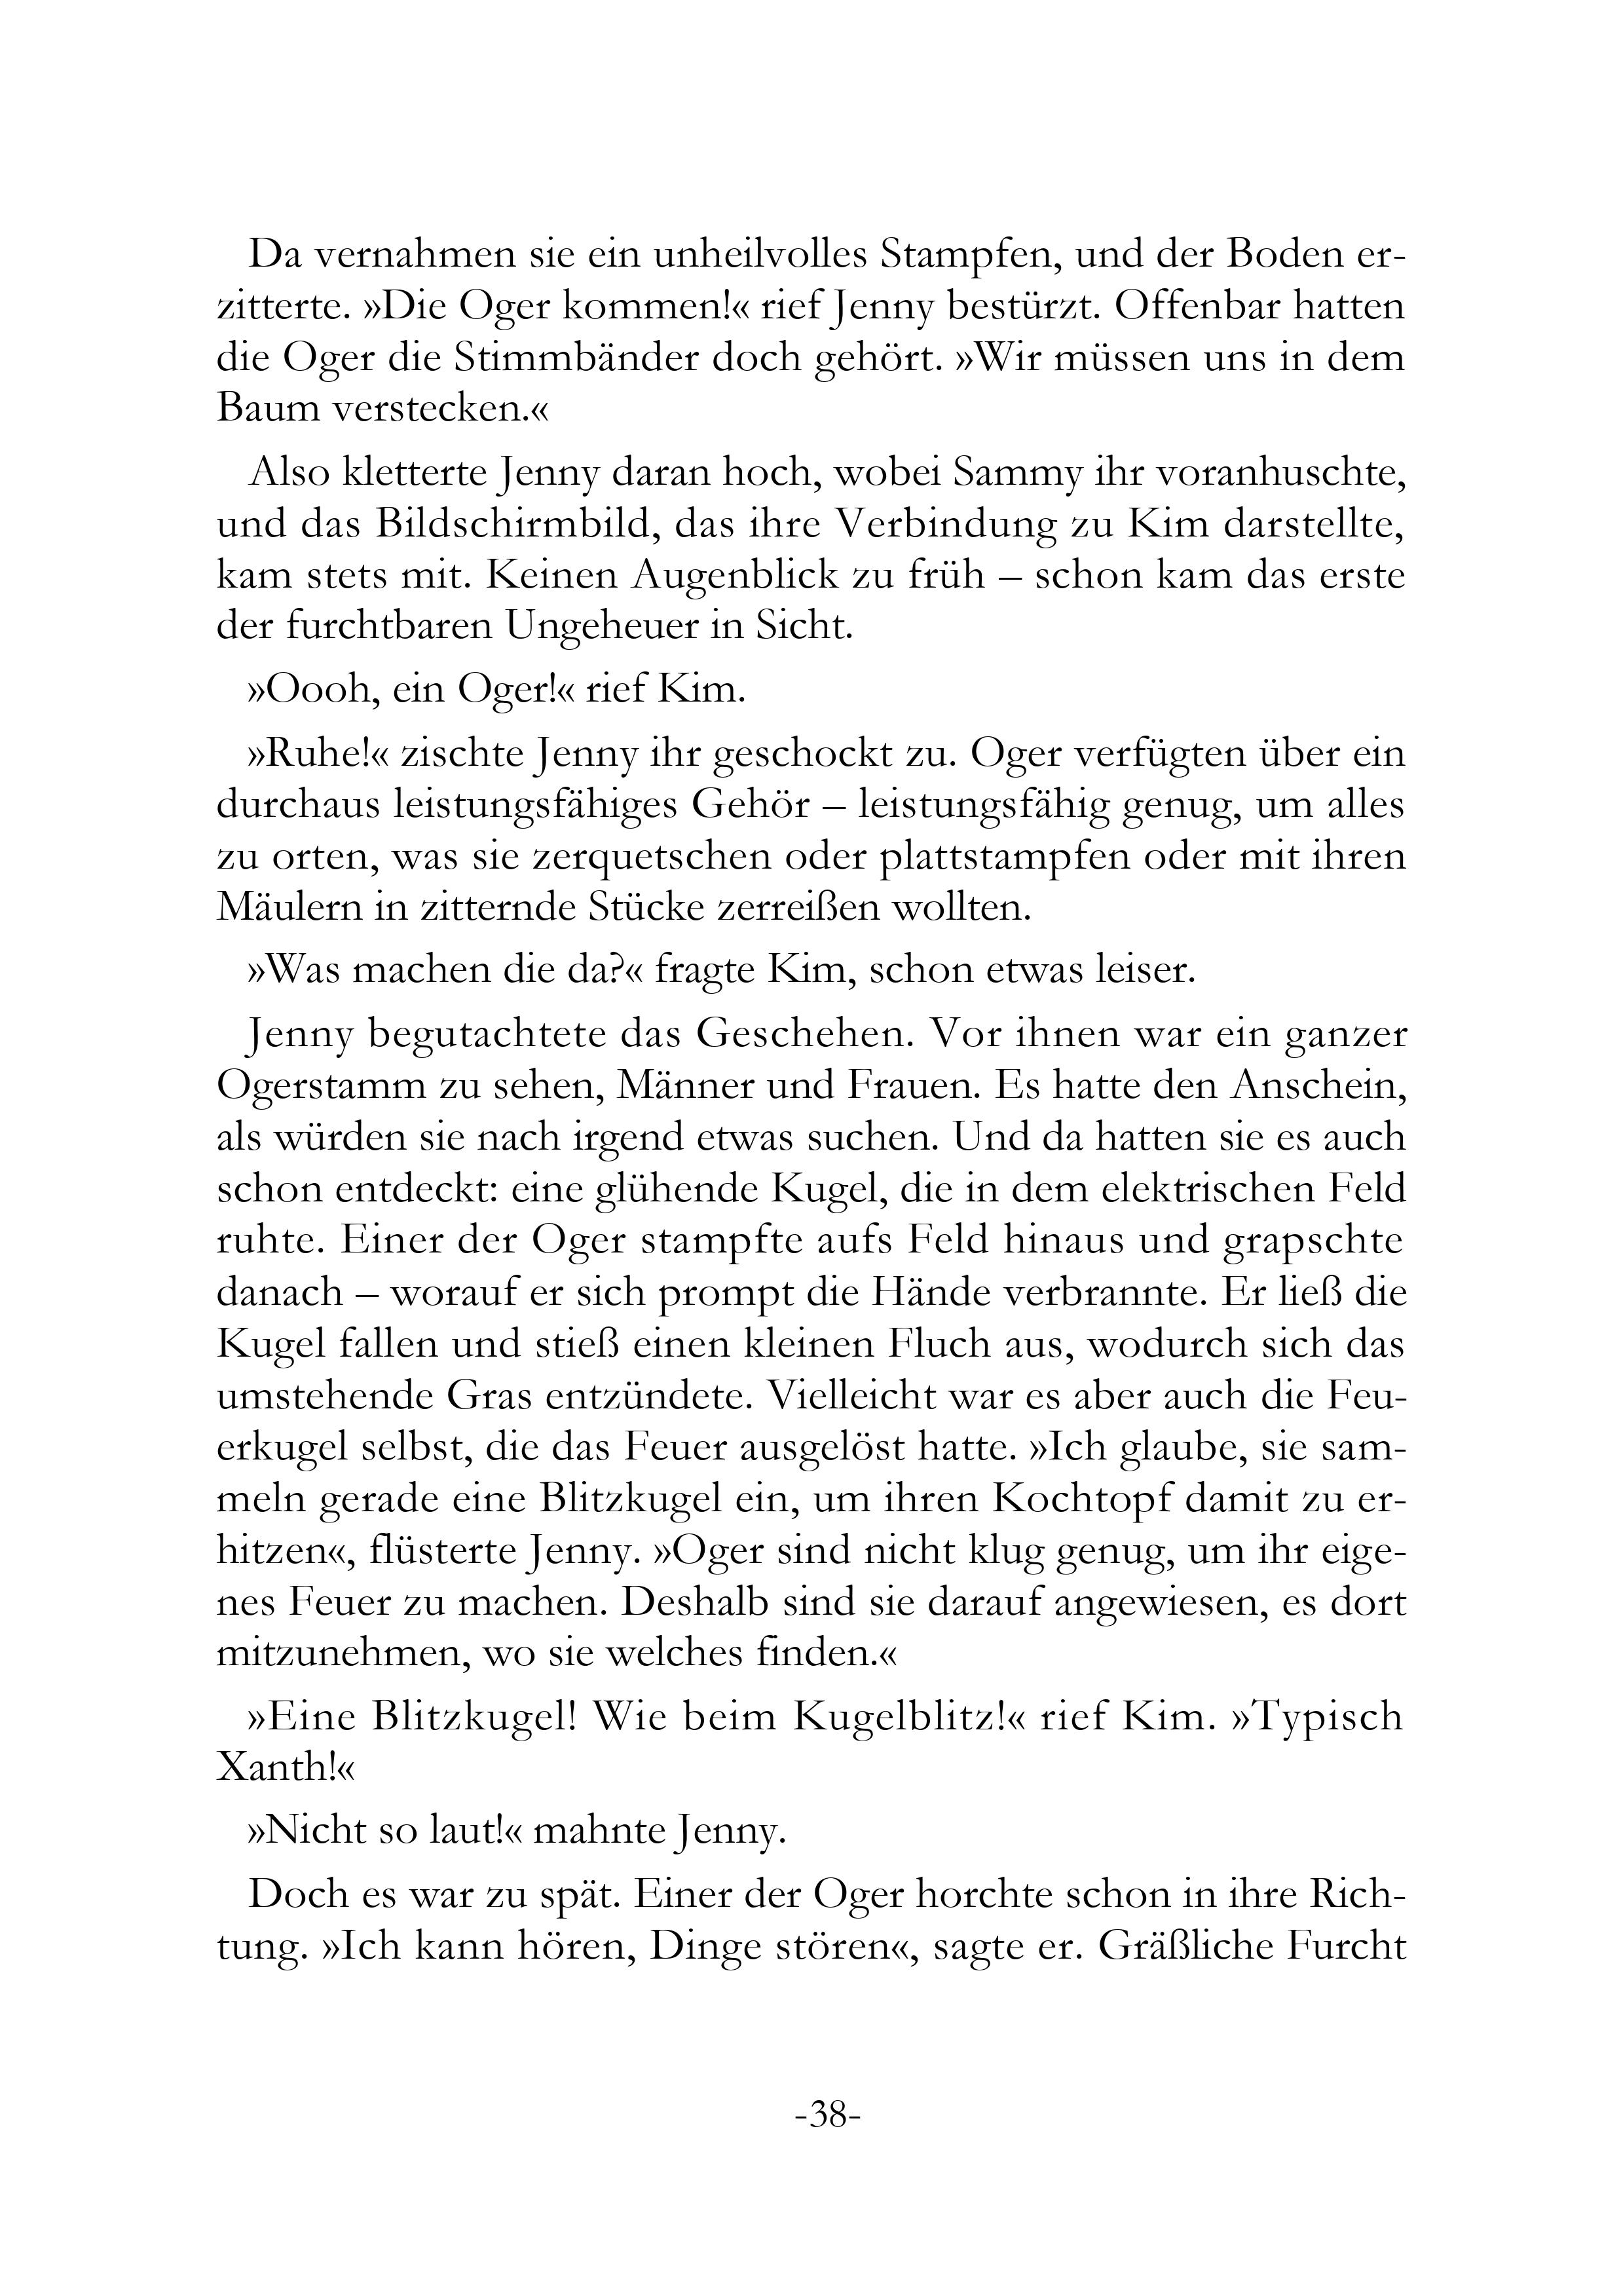 Da vernahmen sie ein unheilvolles Stampfen, und der Boden er-
zitterte. »Die Oger kommen!« rief Jenny bestürzt. Offenbar hatten
die Oger die Stimmbänder doch gehört. »Wir müssen uns in dem
Baum verstecken.«
Also kletterte Jenny daran hoch, wobei Sammy ihr voranhuschte,
und das Bildschirmbild, das ihre Verbindung zu Kim darstellte,
kam stets mit. Keinen Augenblick zu früh – schon kam das erste
der furchtbaren Ungeheuer in Sicht.
»Oooh, ein Oger!« rief Kim.
»Ruhe!« zischte Jenny ihr geschockt zu. Oger verfügten über ein
durchaus leistungsfähiges Gehör – leistungsfähig genug, um alles
zu orten, was sie zerquetschen oder plattstampfen oder mit ihren
Mäulern in zitternde Stücke zerreißen wollten.
»Was machen die da?« fragte Kim, schon etwas leiser.
Jenny begutachtete das Geschehen. Vor ihnen war ein ganzer
Ogerstamm zu sehen, Männer und Frauen. Es hatte den Anschein,
als würden sie nach irgend etwas suchen. Und da hatten sie es auch
schon entdeckt: eine glühende Kugel, die in dem elektrischen Feld
ruhte. Einer der Oger stampfte aufs Feld hinaus und grapschte
danach – worauf er sich prompt die Hände verbrannte. Er ließ die
Kugel fallen und stieß einen kleinen Fluch aus, wodurch sich das
umstehende Gras entzündete. Vielleicht war es aber auch die Feu-
erkugel selbst, die das Feuer ausgelöst hatte. »Ich glaube, sie sam-
meln gerade eine Blitzkugel ein, um ihren Kochtopf damit zu er-
hitzen«, flüsterte Jenny. »Oger sind nicht klug genug, um ihr eige-
nes Feuer zu machen. Deshalb sind sie darauf angewiesen, es dort
mitzunehmen, wo sie welches finden.«
»Eine Blitzkugel! Wie beim Kugelblitz!« rief Kim. »Typisch
Xanth!«
»Nicht so laut!« mahnte Jenny.
Doch es war zu spät. Einer der Oger horchte schon in ihre Rich-
tung. »Ich kann hören, Dinge stören«, sagte er. Gräßliche Furcht
-38-